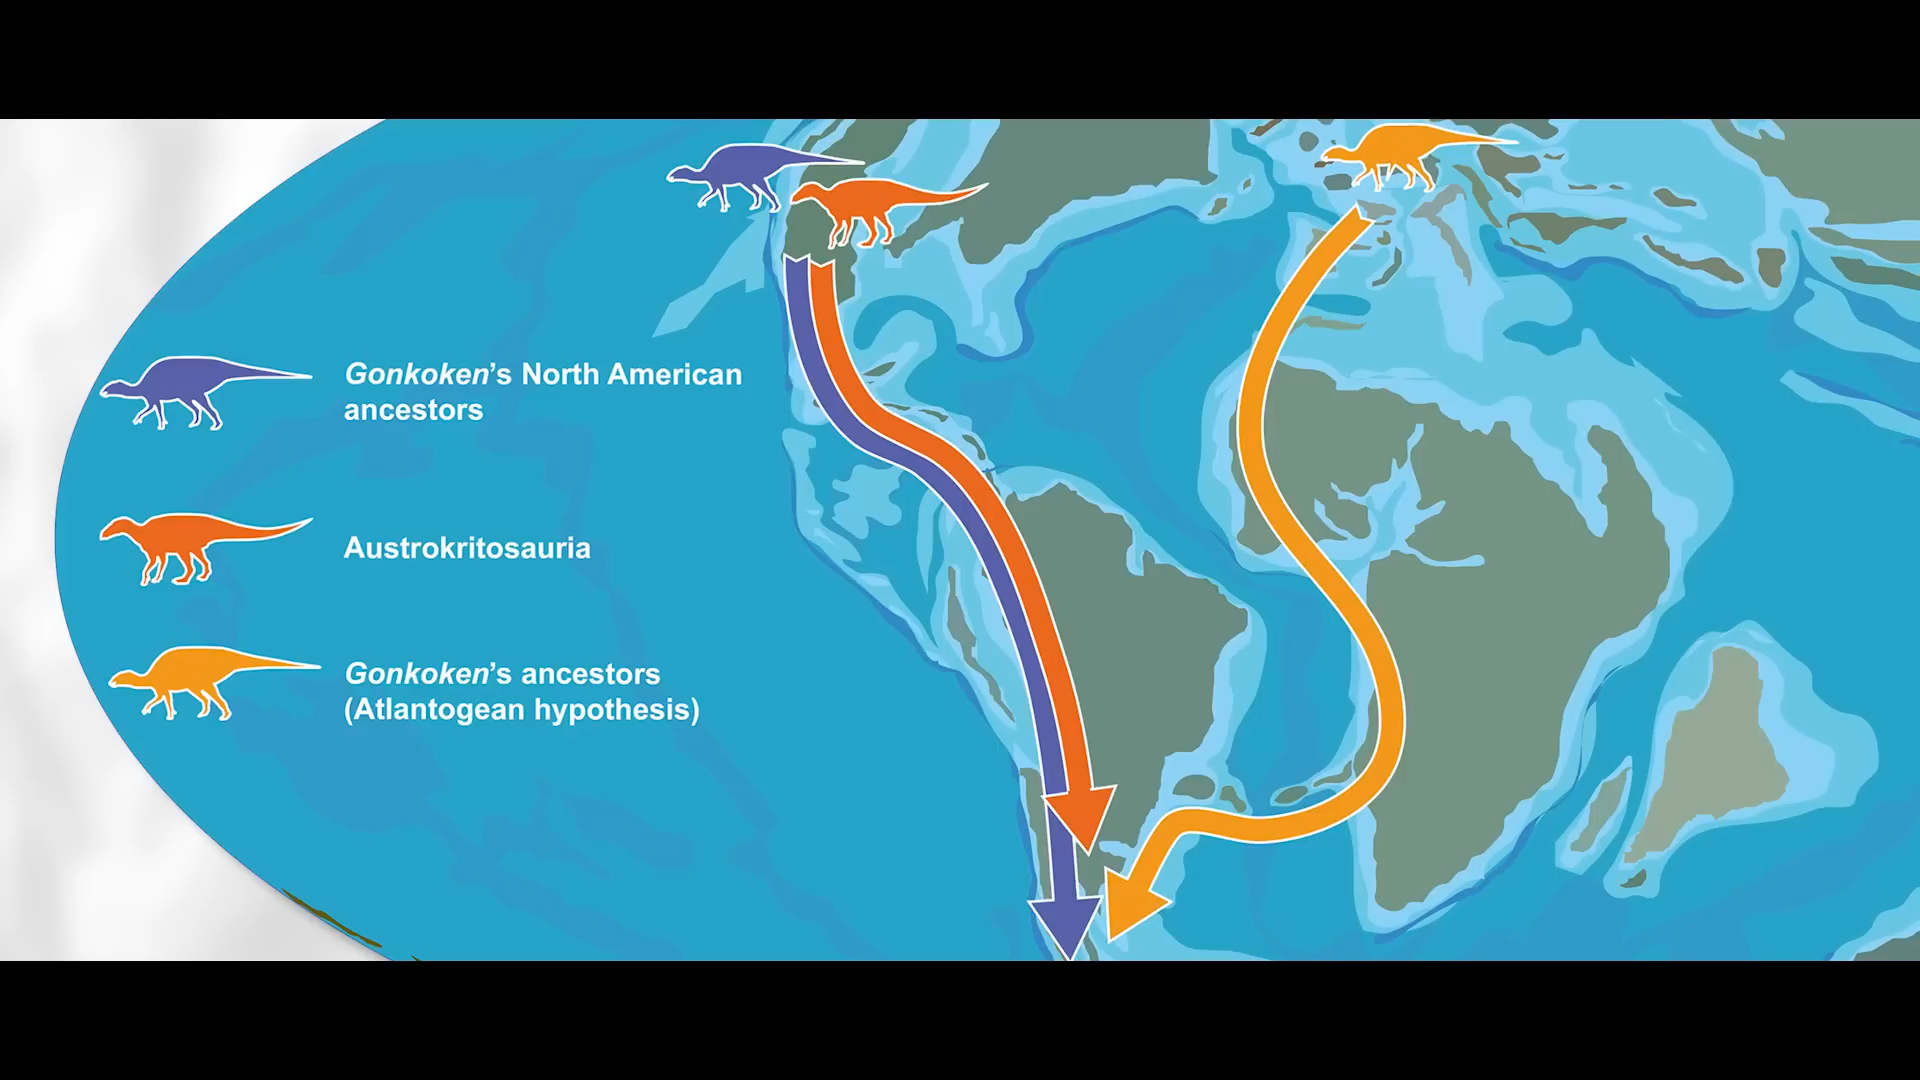 Gonkoken’s North American
ancestors
Austrokritosauria
Gonkoken’s ancestors
(Atlantogean hypothesis)